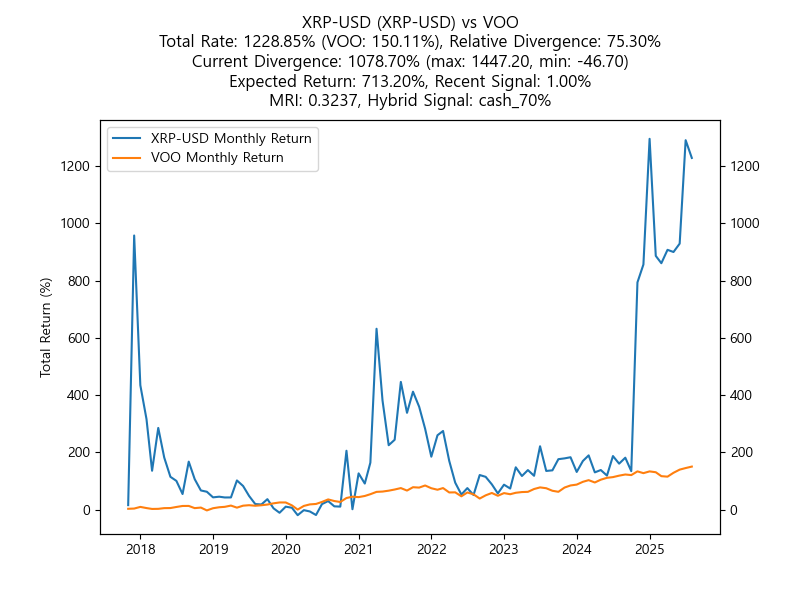 XRP-USD (XRP-USD) vs VOO
Total Rate: 1228.85% (VOO: 150.11%), Relative Divergence: 75.30%
Current Divergence: 1078.70% (max: 1447.20, min: -46.70)
Expected Return: 713.20%, Recent Signal: 1.00%
MRI: 0.3237, Hybrid Signal: cash_70%
XRP-USD Monthly Return
VOO Monthly Return
Total Return (%)
1200
1000
800
600
400
200
0
1200
1000
800
600
400
200
0
2018
2019
2020
2021
2022
2023
2024
2025